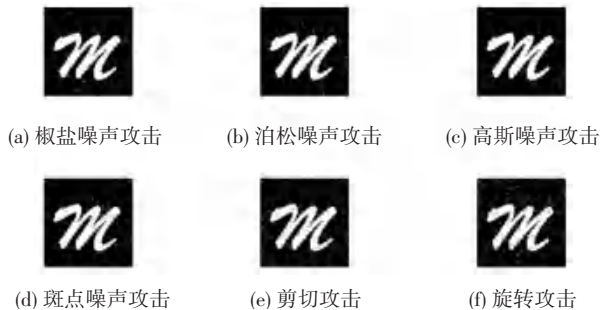 m m m
(a) 椒盐噪声攻击 (b) 泊松噪声攻击 (c) 高斯噪声攻击
m m m
(d) 斑点噪声攻击 (e) 剪切攻击 (f) 旋转攻击